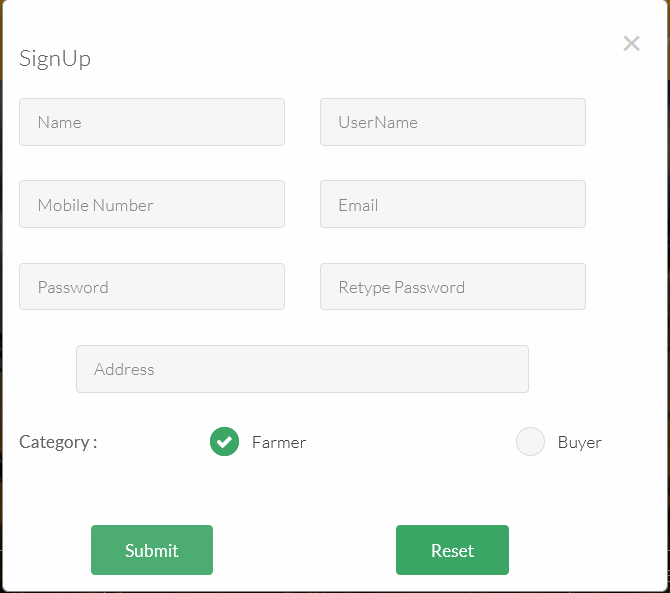 SignUp
Name UserName
Mobile Number Email
Password Retype Password
Address
Category : Farmer Buyer
Submit Reset